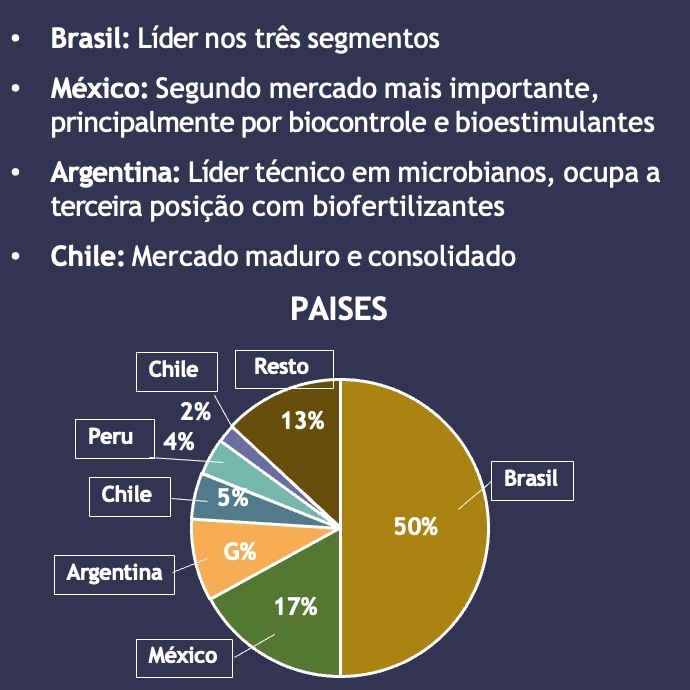 • Brasil: Líder nos três segmentos
• México: Segundo mercado mais importante,
principalmente por biocontrole e bioestimulantes
• Argentina: Líder técnico em microbianos, ocupa a
terceira posição com biofertilizantes
• Chile: Mercado maduro e consolidado
PAISES
Chile
Resto
2%
13%
Peru
4%
Brasil
Chile
5%
50%
G%
Argentina
17%
México